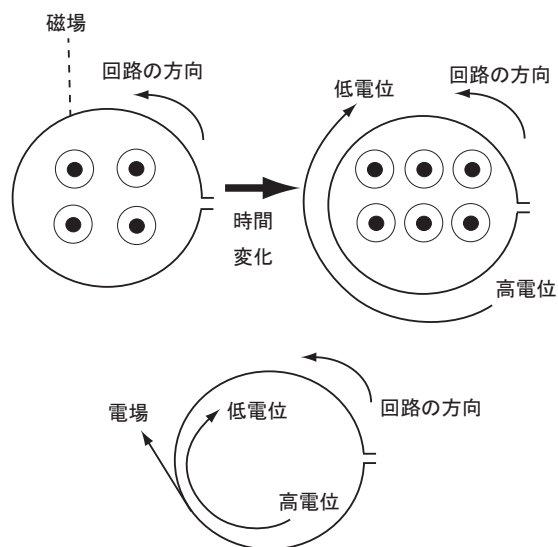 磁場
回路の方向
回路の方向
低電位
時間
変化
高電位
回路の方向
電場
低電位
高電位